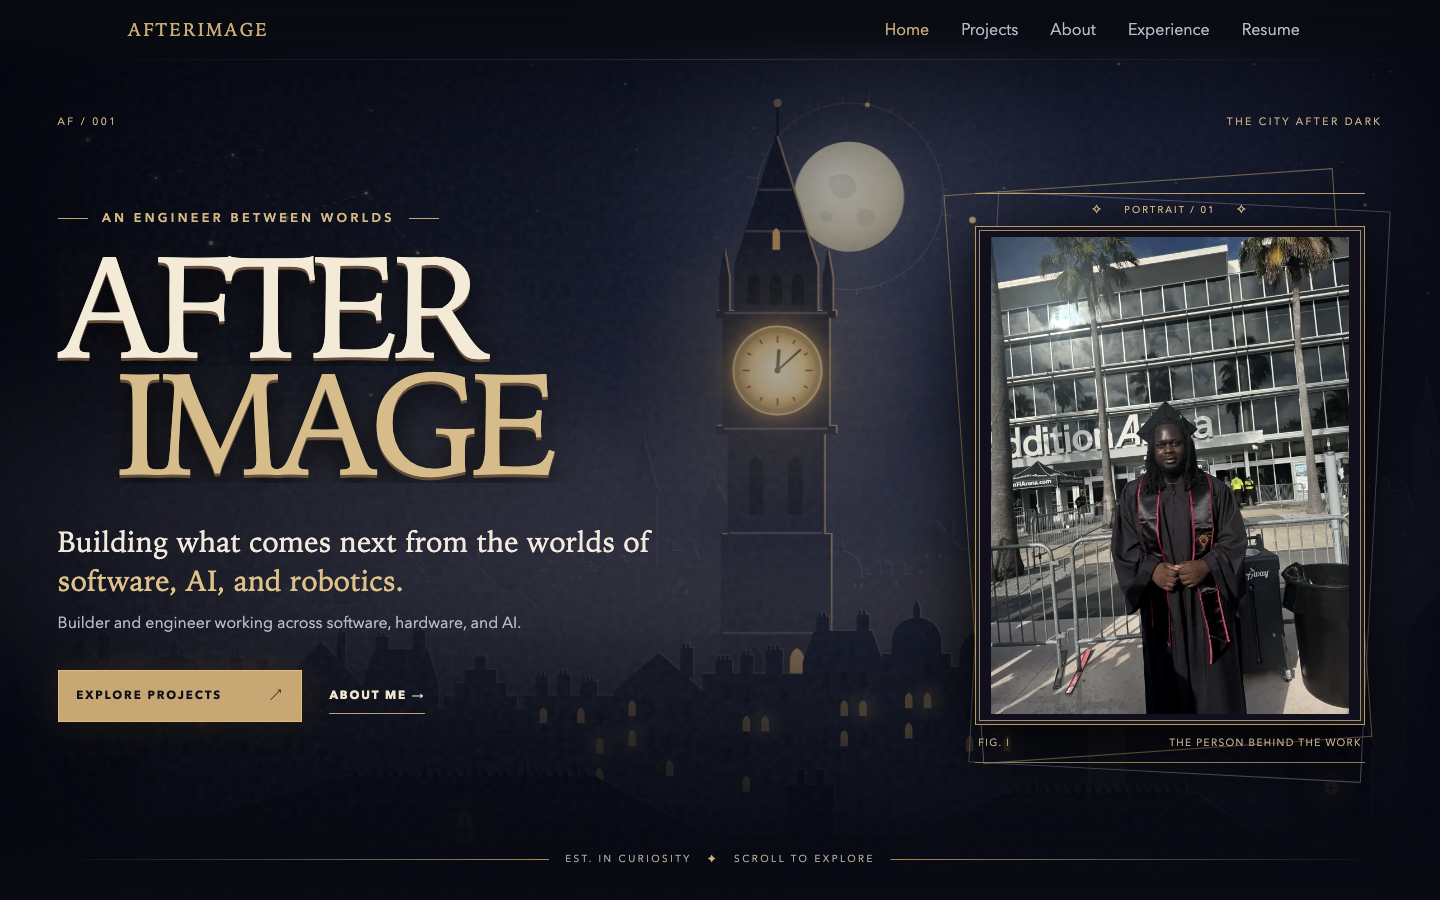 AFTERIMAGE
Home Projects About Experience Resume
AF / 001
THE CITY AFTER DARK
AN ENGINEER BETWEEN WORLDS
AFTER
IMAGE
Building what comes next from the worlds of
software, AI, and robotics.
Builder and engineer working across software, hardware, and AI.
EXPLORE PROJECTS ↗
ABOUT ME →
PORTRAIT / 01
FIG. I
THE PERSON BEHIND THE WORK
EST. IN CURIOSITY ✦ SCROLL TO EXPLORE